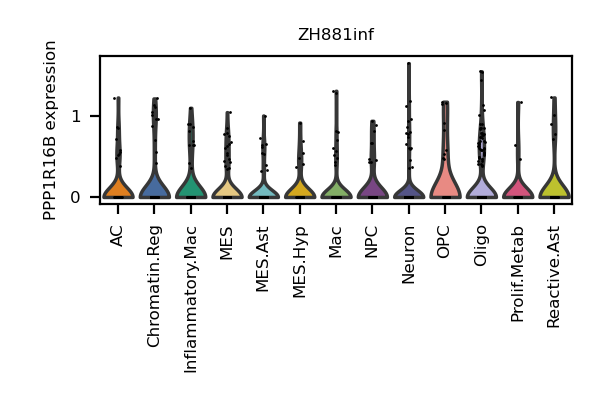 ZH881inf
PPP1R16B expression
1
0
AC
Chromatin.Reg
Inflammatory.Mac
MES
MES.Ast
MES.Hyp
Mac
NPC
Neuron
OPC
Oligo
Prolif.Metab
Reactive.Ast